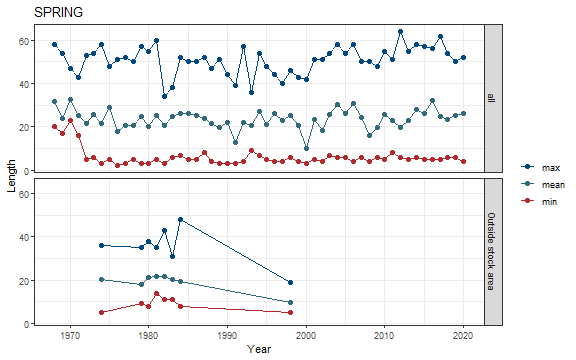 SPRING
60
40
20
0
all
60
40
20
0
Outside stock area
Length
1970
1980
1990
2000
2010
2020
Year
max
mean
min